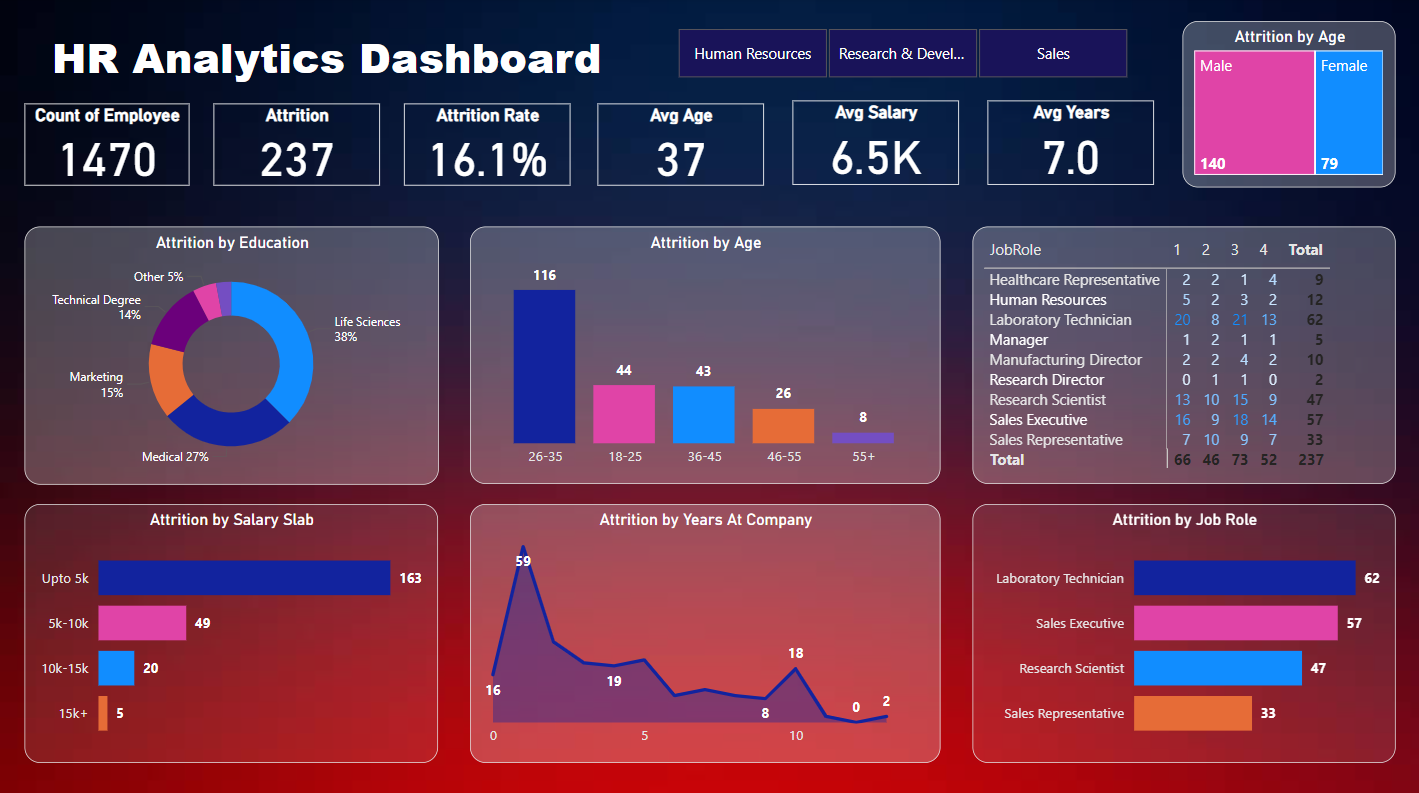 HR Analytics Dashboard
Human Resources
Research & Devel...
Sales
Attrition by Age
Male
Female
140
79
Count of Employee
1470
Attrition
237
Attrition Rate
16.1%
Avg Age
37
Avg Salary
6.5K
Avg Years
7.0
Attrition by Education
Other 5%
Technical Degree
14%
Life Sciences
38%
Marketing
15%
Medical 27%
Attrition by Age
116
44
43
26
8
26-35 18-25 36-45 46-55 55+
JobRole 1 2 3 4 Total
Healthcare Representative 2 2 1 4 9
Human Resources 5 2 3 2 12
Laboratory Technician 20 8 21 13 62
Manager 1 2 1 1 5
Manufacturing Director 2 2 4 2 10
Research Director 0 1 1 0 2
Research Scientist 13 10 15 9 47
Sales Executive 16 9 18 14 57
Sales Representative 7 10 9 7 33
Total 66 46 73 52 237
Attrition by Salary Slab
Upto 5k 163
5k-10k 49
10k-15k 20
15k+ 5
Attrition by Years At Company
59
16
19
18
8
0
2
0 5 10
Attrition by Job Role
Laboratory Technician 62
Sales Executive 57
Research Scientist 47
Sales Representative 33